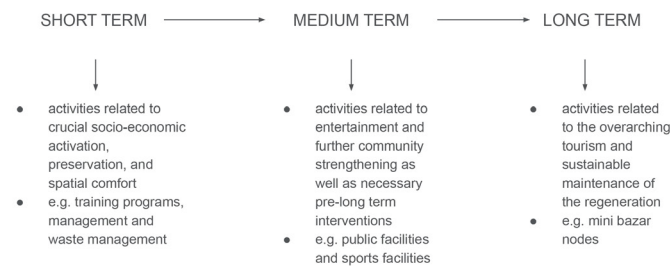 SHORT TERM
MEDIUM TERM
LONG TERM
● activities related to
crucial socio-economic
activation,
preservation, and
spatial comfort
● e.g. training programs,
management and
waste management
● activities related to
entertainment and
further community
strengthening as
well as necessary
pre-long term
interventions
● e.g. public facilities
and sports facilities
● activities related
to the overarching
tourism and
sustainable
maintenance of
the regeneration
● e.g. mini bazar
nodes